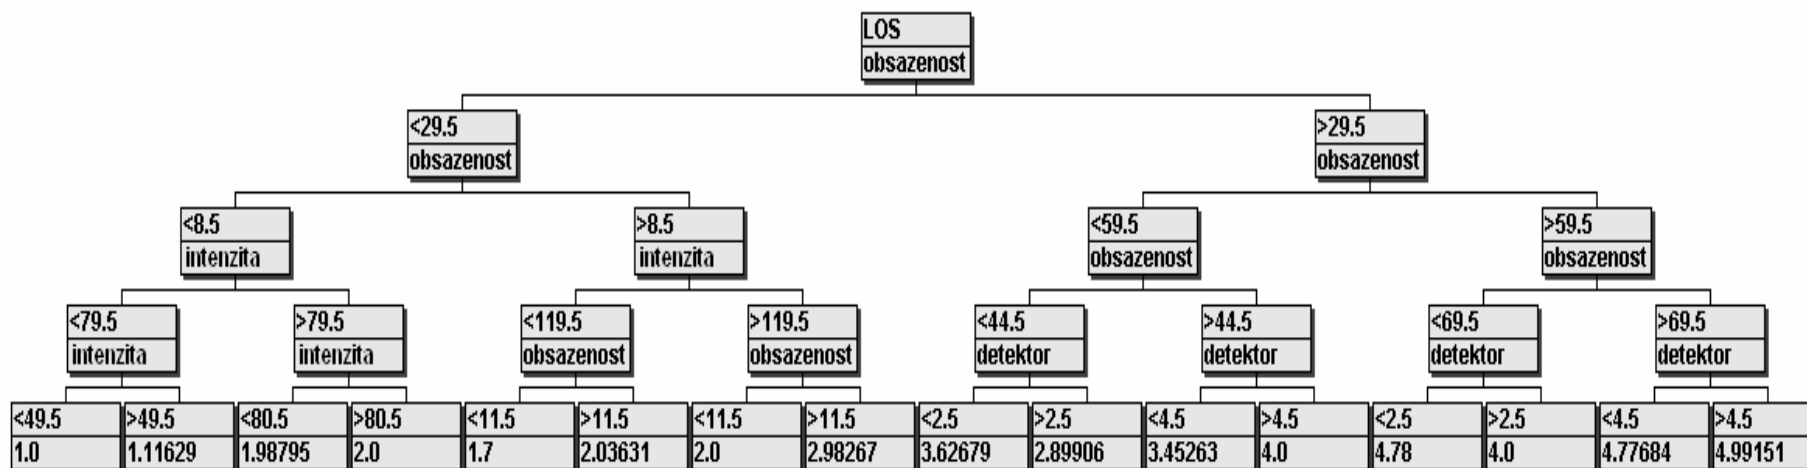 LOS
obsazenost
<29.5
obsazenost
>29.5
obsazenost
<8.5
intenzita
>8.5
intenzita
<59.5
obsazenost
>59.5
obsazenost
<79.5
intenzita
>79.5
intenzita
<119.5
obsazenost
>119.5
obsazenost
<44.5
detektor
>44.5
detektor
<69.5
detektor
>69.5
detektor
<49.5
1.0
>49.5
1.11629
<80.5
1.98795
>80.5
2.0
<11.5
1.7
>11.5
2.03631
<11.5
2.0
>11.5
2.98267
<2.5
3.62679
>2.5
2.89906
<4.5
3.45263
>4.5
4.0
<2.5
4.78
>2.5
4.0
<4.5
4.77684
>4.5
4.99151